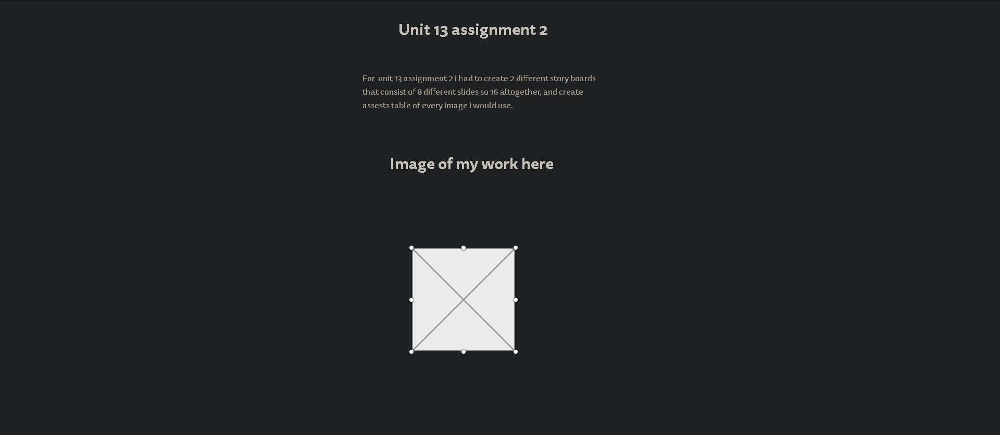 Unit 13 assignment 2
For  unit 13 assignment 2 i had to create 2 different story boards
that consist of 8 different slides so 16 altogether, and create
assests table of every image i would use.
Image of my work here